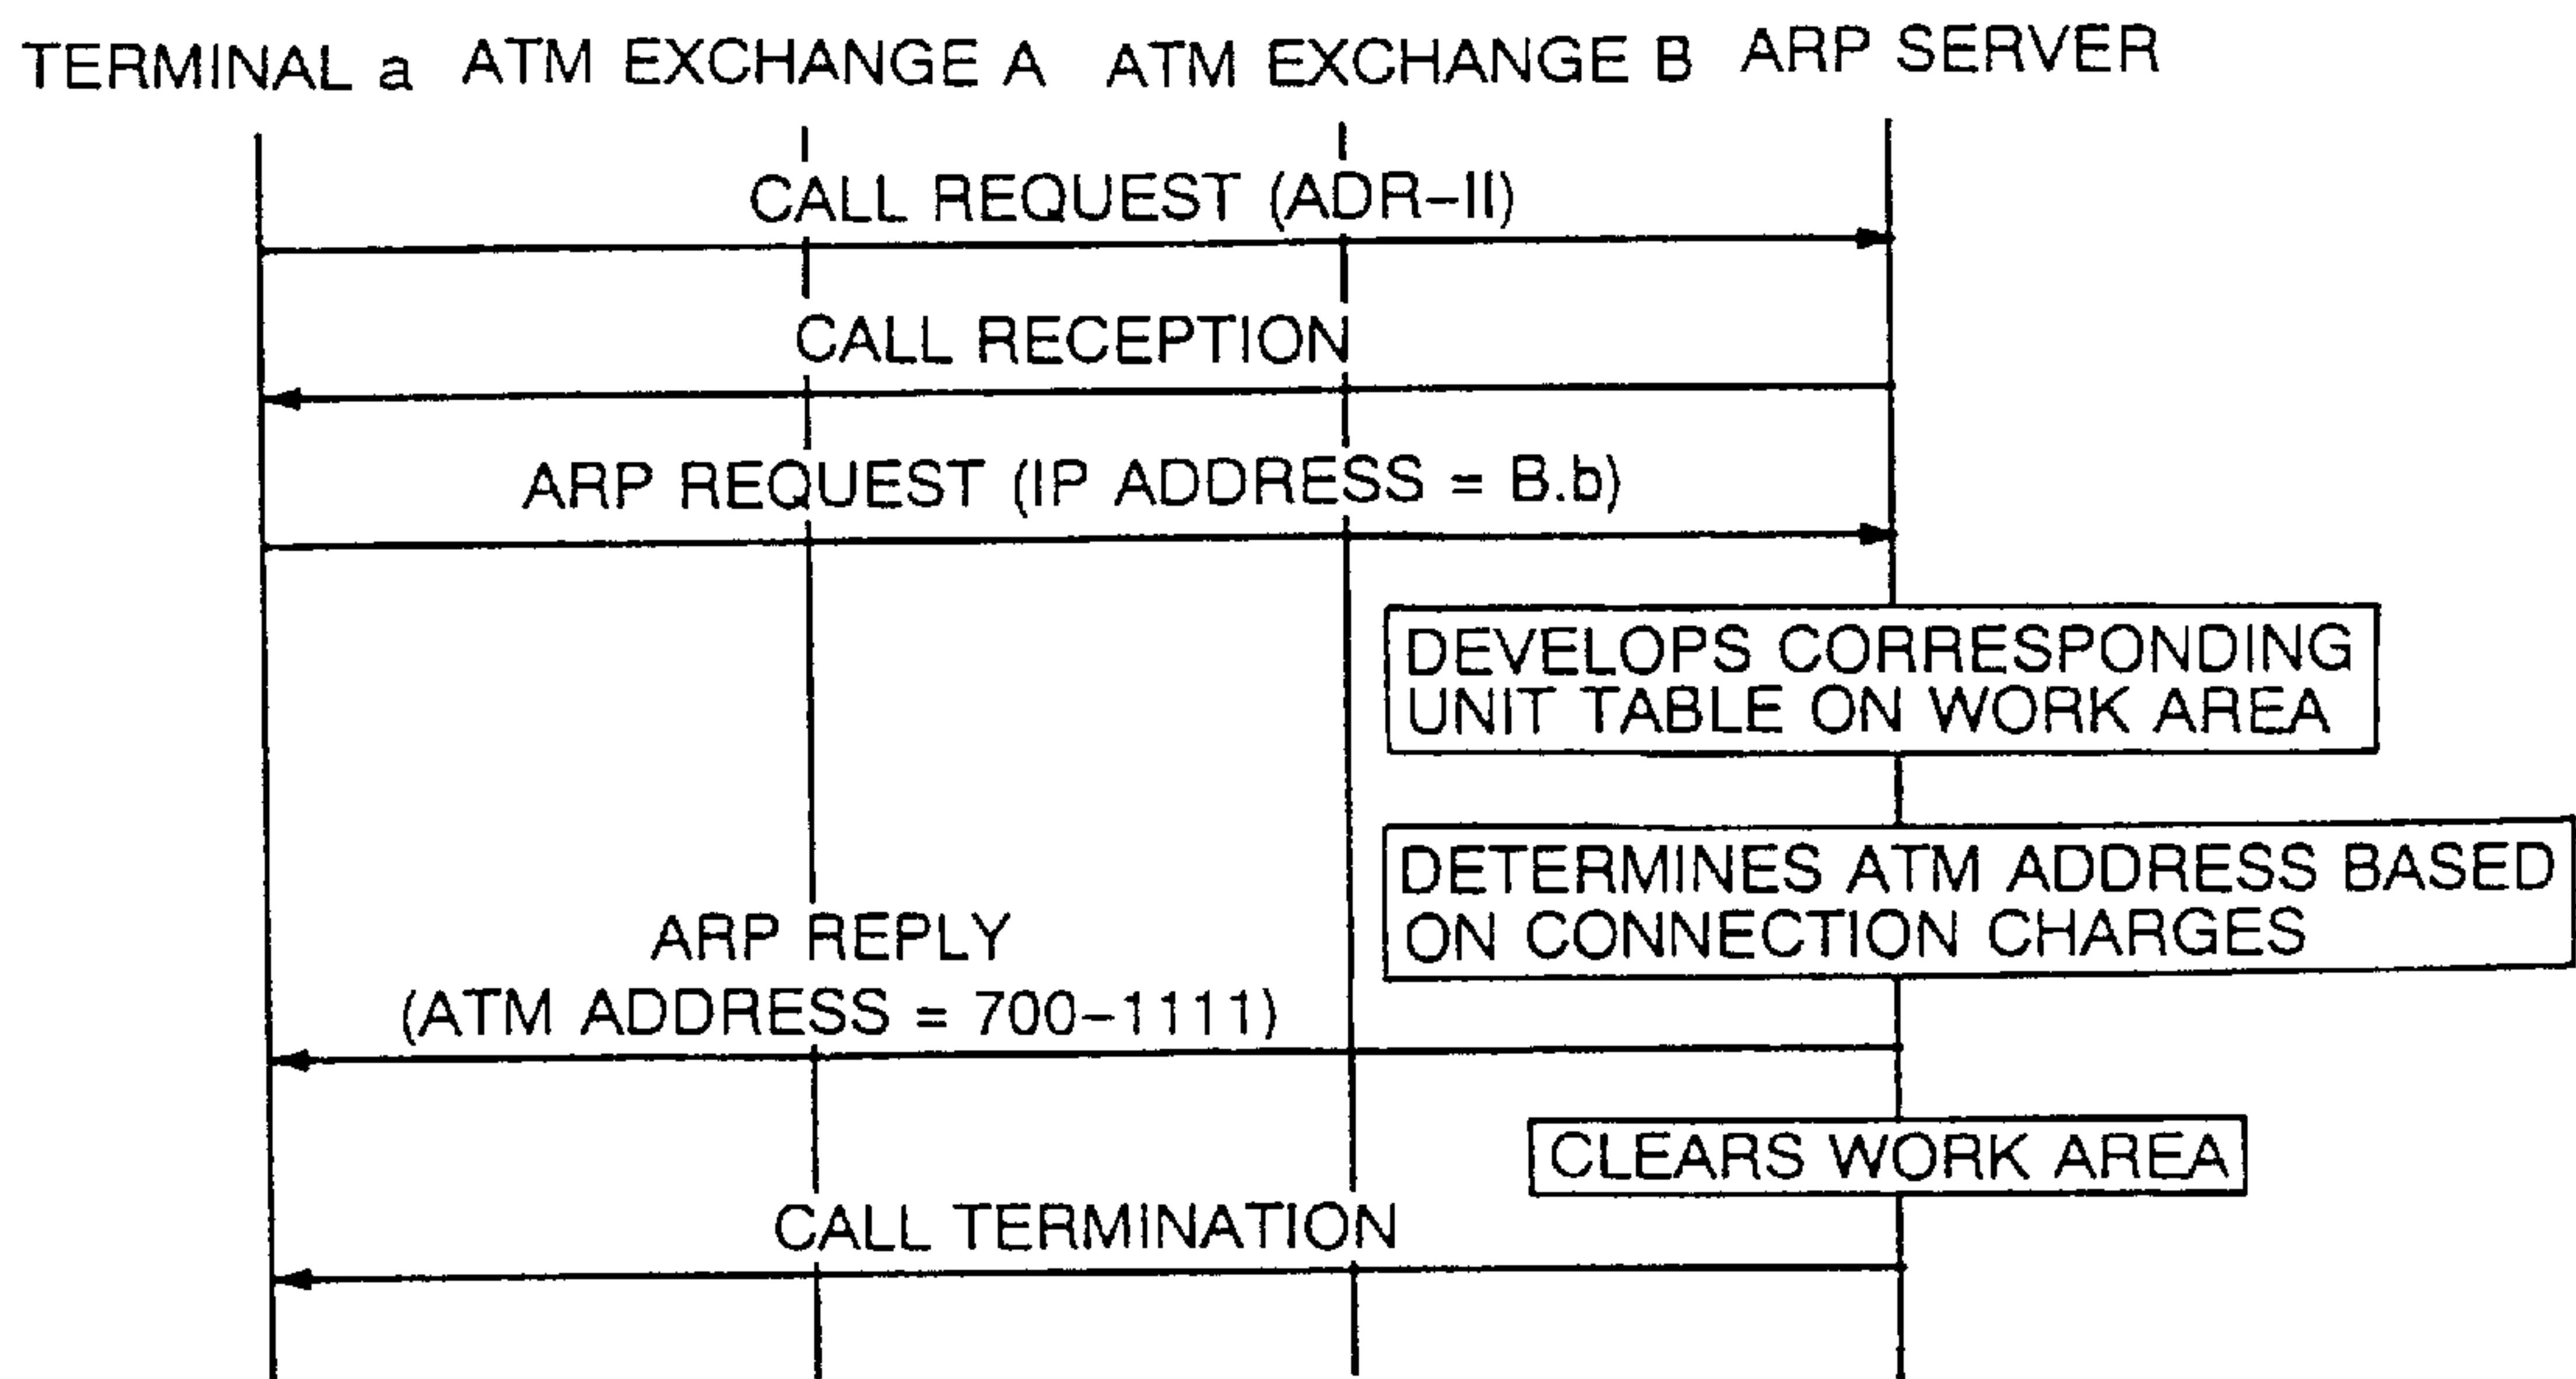 TERMINAL a ATM EXCHANGE A ATM EXCHANGE B ARP SERVER
CALL REQUEST (ADR-II)
CALL RECEPTION
ARP REQUEST (IP ADDRESS = B.b)
DEVELOPS CORRESPONDING
UNIT TABLE ON WORK AREA
DETERMINES ATM ADDRESS BASED
ON CONNECTION CHARGES
ARP REPLY
(ATM ADDRESS = 700-1111)
CLEARS WORK AREA
CALL TERMINATION